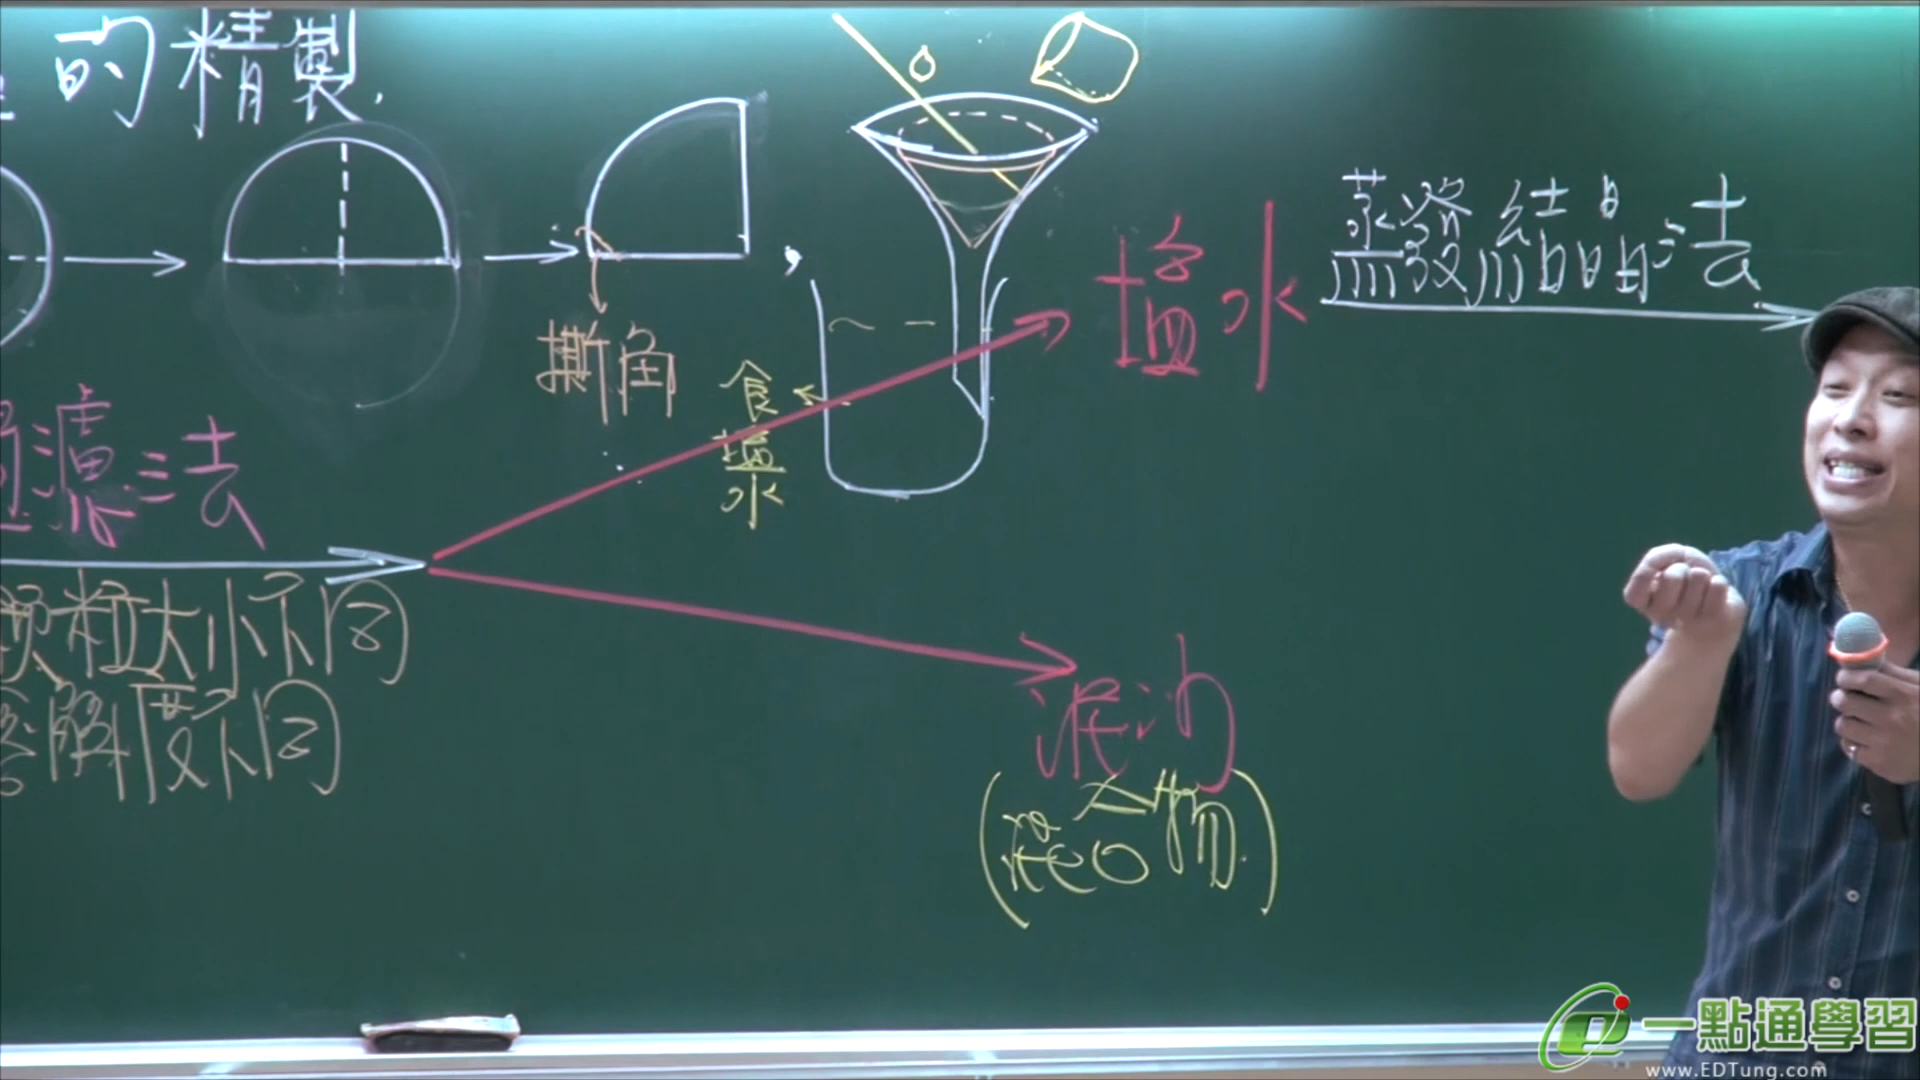 的精製
蒸發結晶法
塩水
撕角
食塩水
過濾法
顆粒大小不同
溶解度不同
泥沙
(混合物)
一點通學習
www.EDTung.com